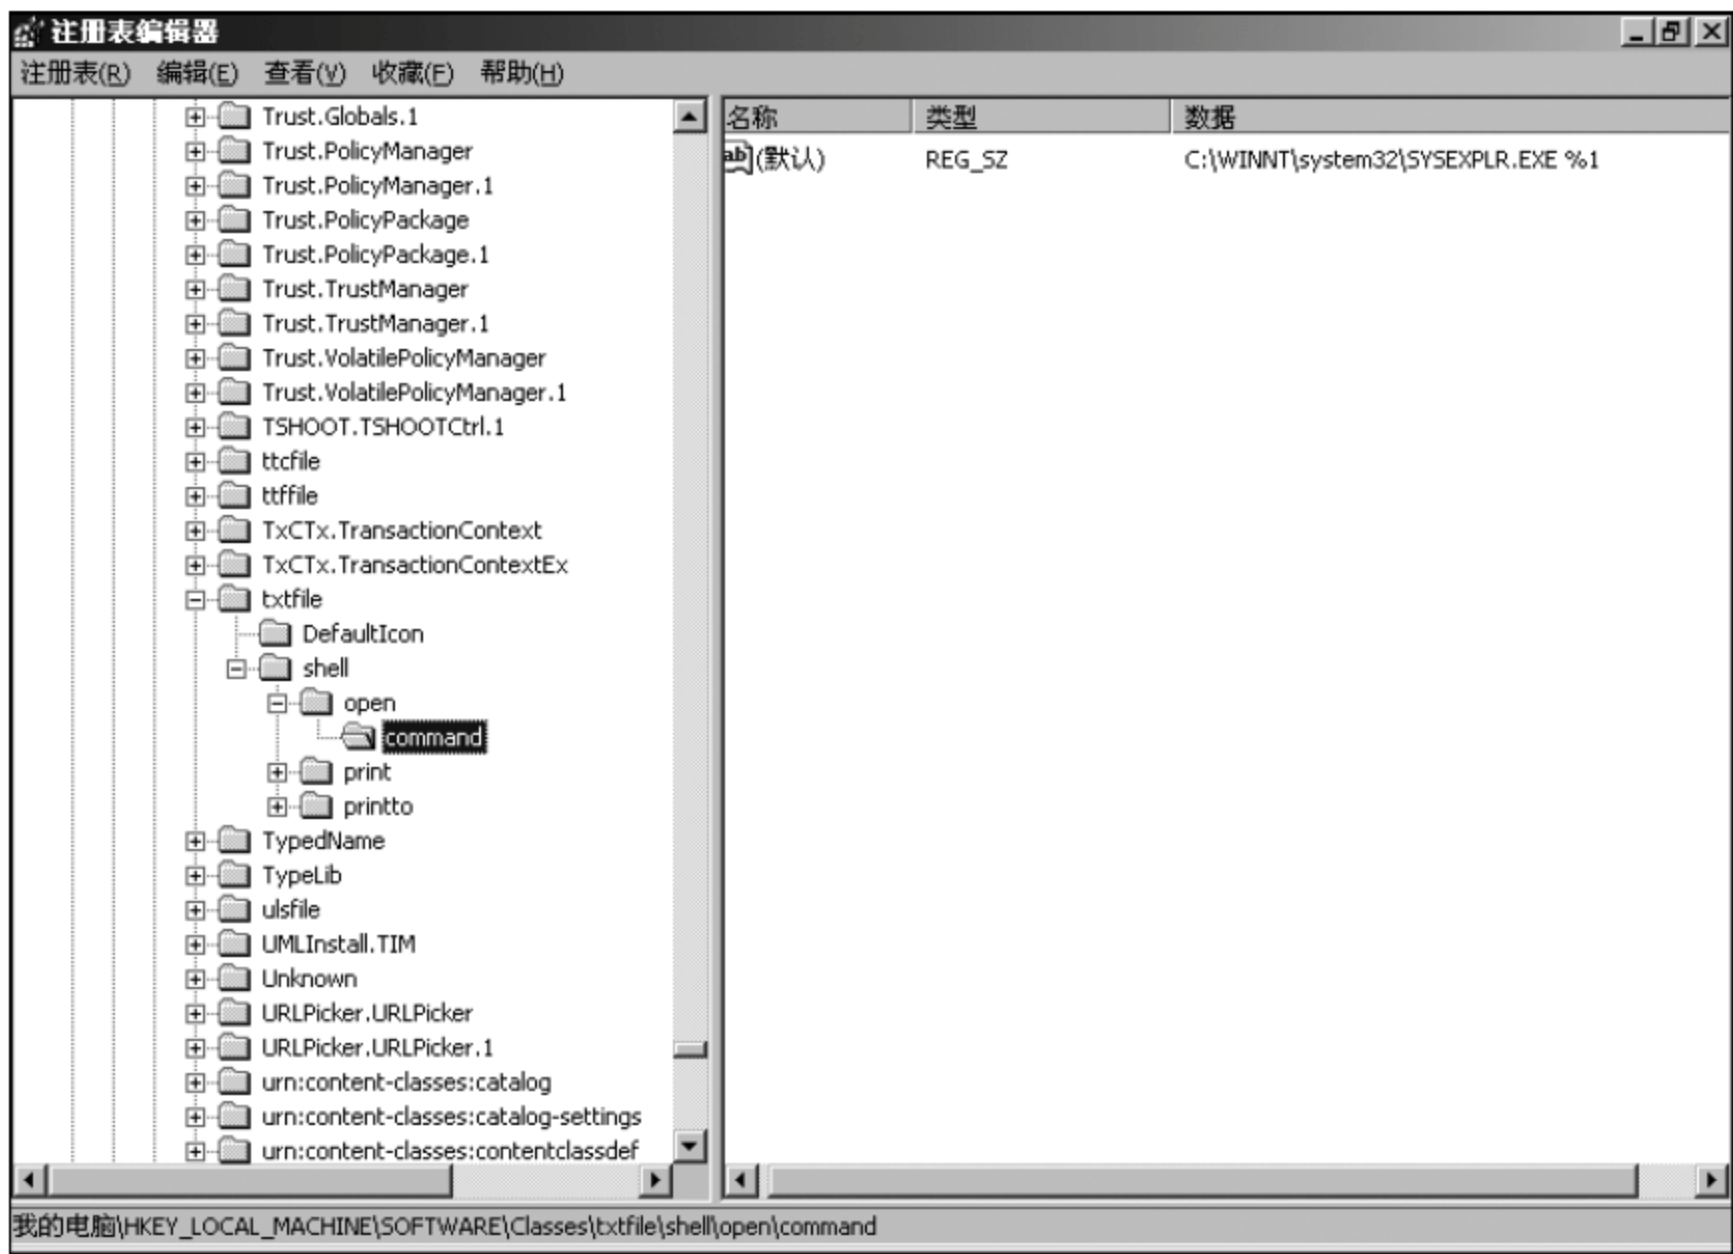 注册表编辑器
注册表(R) 编辑(E) 查看(V) 收藏(F) 帮助(H)
Trust.Globals.1
Trust.PolicyManager
Trust.PolicyManager.1
Trust.PolicyPackage
Trust.PolicyPackage.1
Trust.TrustManager
Trust.TrustManager.1
Trust.VolatilePolicyManager
Trust.VolatilePolicyManager.1
TSHOOT.TSHOOTCtrl.1
ttcfile
ttffile
TxCTx.TransactionContext
TxCTx.TransactionContextEx
txtfile
DefaultIcon
shell
open
command
print
printto
TypedName
TypeLib
ulsfile
UMLInstall.TIM
Unknown
URLPicker.URLPicker
URLPicker.URLPicker.1
urn:content-classes:catalog
urn:content-classes:catalog-settings
urn:content-classes:contentclassdef
名称 类型 数据
ab (默认) REG_SZ C:\WINNT\system32\SYSEXPLR.EXE %1
我的电脑\HKEY_LOCAL_MACHINE\SOFTWARE\Classes\txtfile\shell\open\command